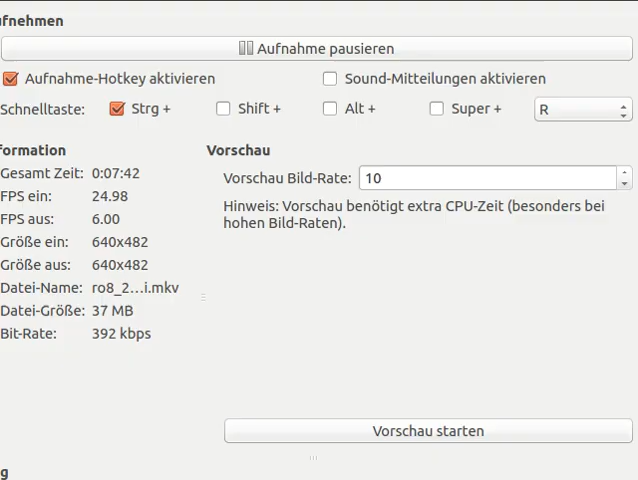 ufnehmen
Aufnahme pausieren
Aufnahme-Hotkey aktivieren
Sound-Mitteilungen aktivieren
Schnelltaste:
Strg +
Shift +
Alt +
Super +
R
formation
Gesamt Zeit: 0:07:42
FPS ein: 24.98
FPS aus: 6.00
Größe ein: 640x482
Größe aus: 640x482
Datei-Name: ro8_2...i.mkv
Datei-Größe: 37 MB
Bit-Rate: 392 kbps
Vorschau
Vorschau Bild-Rate: 10
Hinweis: Vorschau benötigt extra CPU-Zeit (besonders bei
hohen Bild-Raten).
Vorschau starten
g